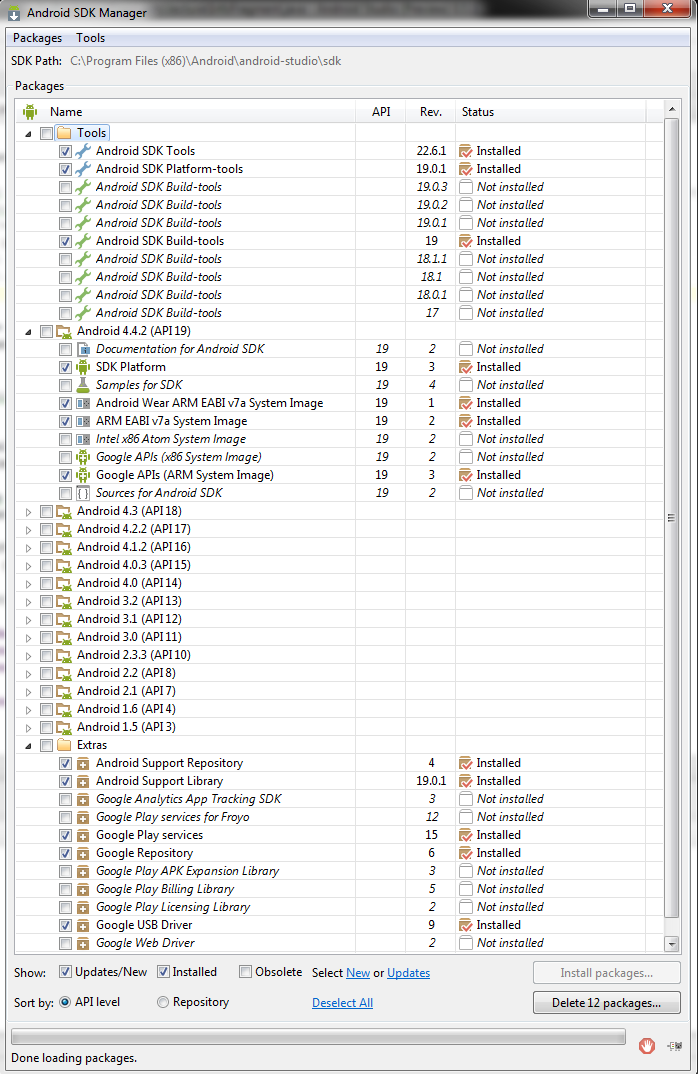 Android SDK Manager
Packages Tools
SDK Path: C:\Program Files (x86)\Android\android-studio\sdk
Packages
Name API Rev. Status
Tools
Android SDK Tools 22.6.1 Installed
Android SDK Platform-tools 19.0.1 Installed
Android SDK Build-tools 19.0.3 Not installed
Android SDK Build-tools 19.0.2 Not installed
Android SDK Build-tools 19.0.1 Not installed
Android SDK Build-tools 19 Installed
Android SDK Build-tools 18.1.1 Not installed
Android SDK Build-tools 18.1 Not installed
Android SDK Build-tools 18.0.1 Not installed
Android SDK Build-tools 17 Not installed
Android 4.4.2 (API 19)
Documentation for Android SDK 19 2 Not installed
SDK Platform 19 3 Installed
Samples for SDK 19 4 Not installed
Android Wear ARM EABI v7a System Image 19 1 Installed
ARM EABI v7a System Image 19 2 Installed
Intel x86 Atom System Image 19 2 Not installed
Google APIs (x86 System Image) 19 2 Not installed
Google APIs (ARM System Image) 19 3 Installed
Sources for Android SDK 19 2 Not installed
Android 4.3 (API 18)
Android 4.2.2 (API 17)
Android 4.1.2 (API 16)
Android 4.0.3 (API 15)
Android 4.0 (API 14)
Android 3.2 (API 13)
Android 3.1 (API 12)
Android 3.0 (API 11)
Android 2.3.3 (API 10)
Android 2.2 (API 8)
Android 2.1 (API 7)
Android 1.6 (API 4)
Android 1.5 (API 3)
Extras
Android Support Repository 4 Installed
Android Support Library 19.0.1 Installed
Google Analytics App Tracking SDK 3 Not installed
Google Play services for Froyo 12 Not installed
Google Play services 15 Installed
Google Repository 6 Installed
Google Play APK Expansion Library 3 Not installed
Google Play Billing Library 5 Not installed
Google Play Licensing Library 2 Not installed
Google USB Driver 9 Installed
Google Web Driver 2 Not installed
Show: Updates/New Installed Obsolete Select New or Updates Install packages...
Sort by: API level Repository Deselect All Delete 12 packages...
Done loading packages.